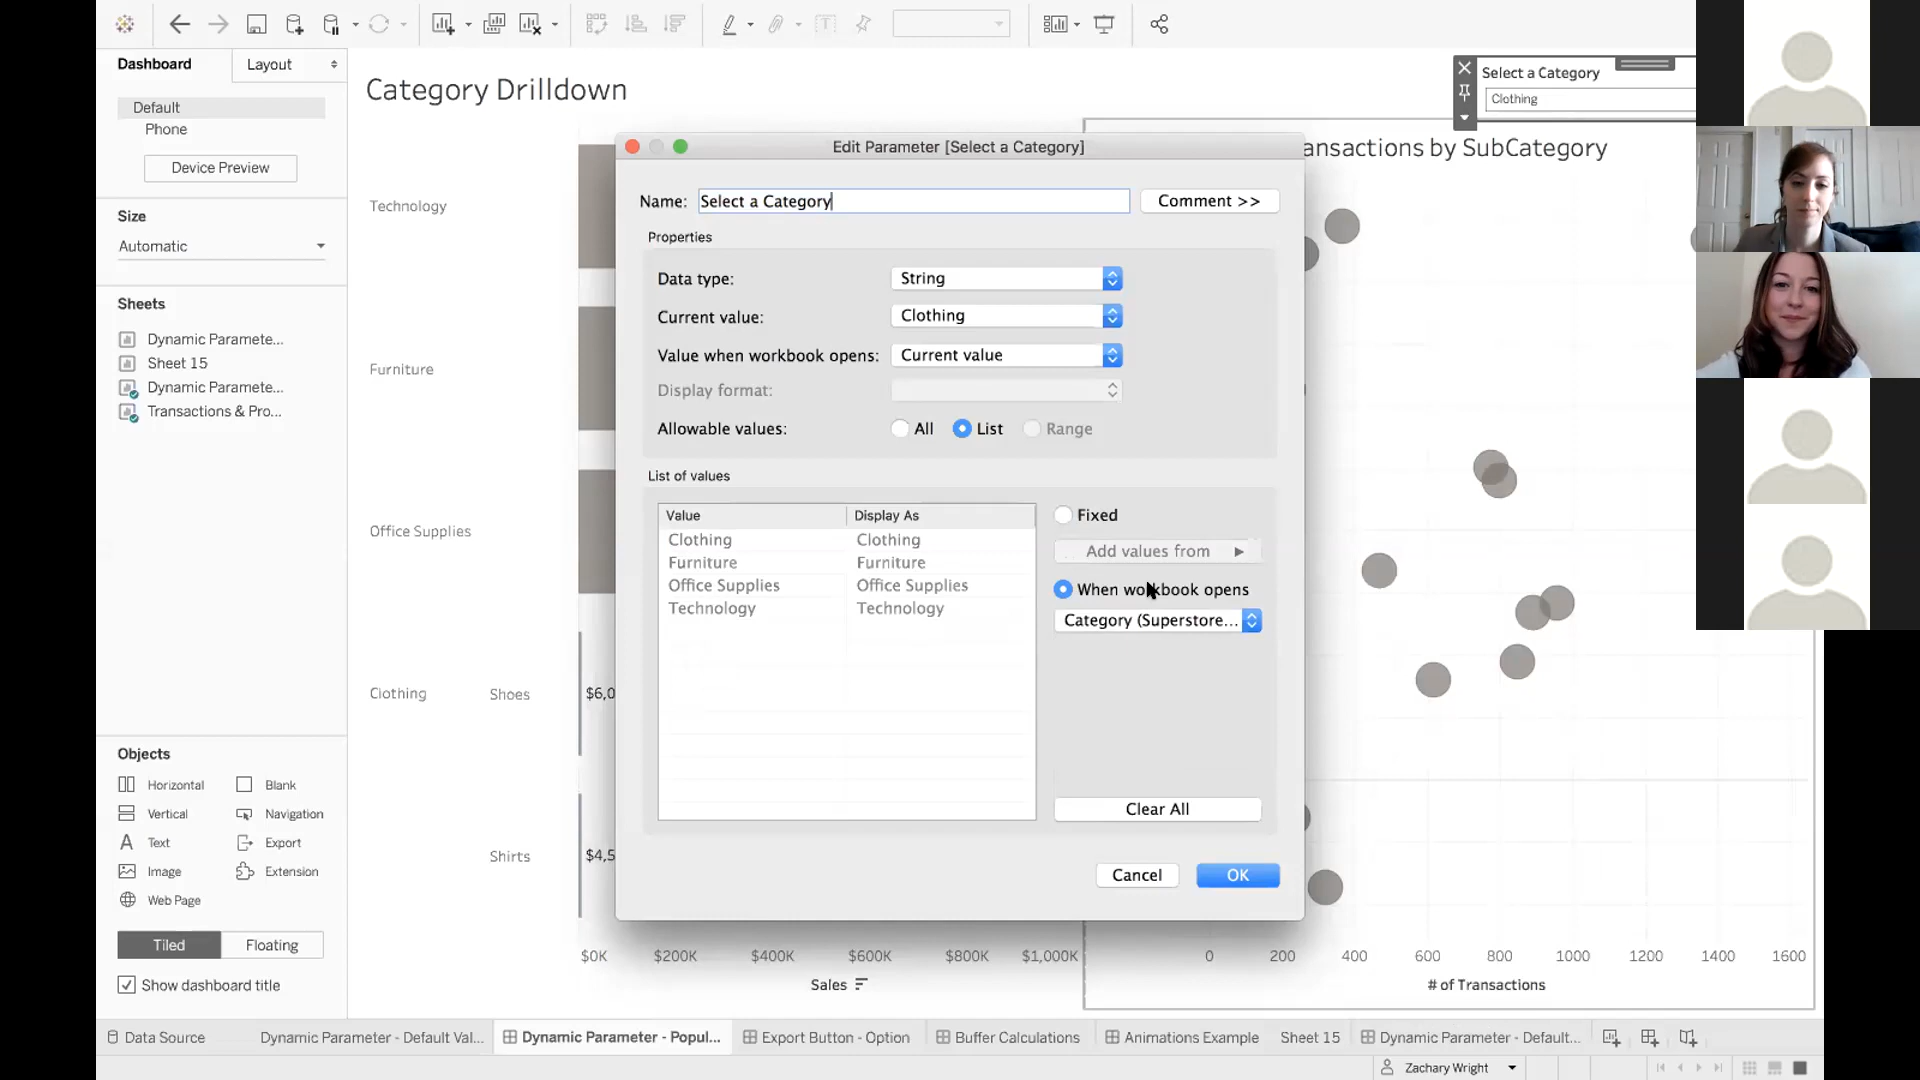 Dashboard
Layout
Default
Phone
Device Preview
Size
Automatic
Sheets
Dynamic Paramete...
Sheet 15
Dynamic Paramete...
Transactions & Pro...
Objects
Horizontal
Blank
Vertical
Navigation
Text
Export
Image
Extension
Web Page
Tiled
Floating
Show dashboard title
Category Drilldown
Technology
Furniture
Office Supplies
Clothing
Shoes
$6,0
Shirts
$4,5
$0K
$200K
$400K
$600K
$800K
$1,000K
Sales
Edit Parameter [Select a Category]
Name:
Select a Category
Comment >>
Properties
Data type:
String
Current value:
Clothing
Value when workbook opens:
Current value
Display format:
Allowable values:
All
List
Range
List of values
Value
Display As
Clothing
Clothing
Furniture
Furniture
Office Supplies
Office Supplies
Technology
Technology
Fixed
Add values from
When workbook opens
Category (Superstore...
Clear All
Cancel
OK
Select a Category
Clothing
ansactions by SubCategory
0
200
400
600
800
1000
1200
1400
1600
# of Transactions
Data Source
Dynamic Parameter - Default Val...
Dynamic Parameter - Popul...
Export Button - Option
Buffer Calculations
Animations Example
Sheet 15
Dynamic Parameter - Default...
Zachary Wright